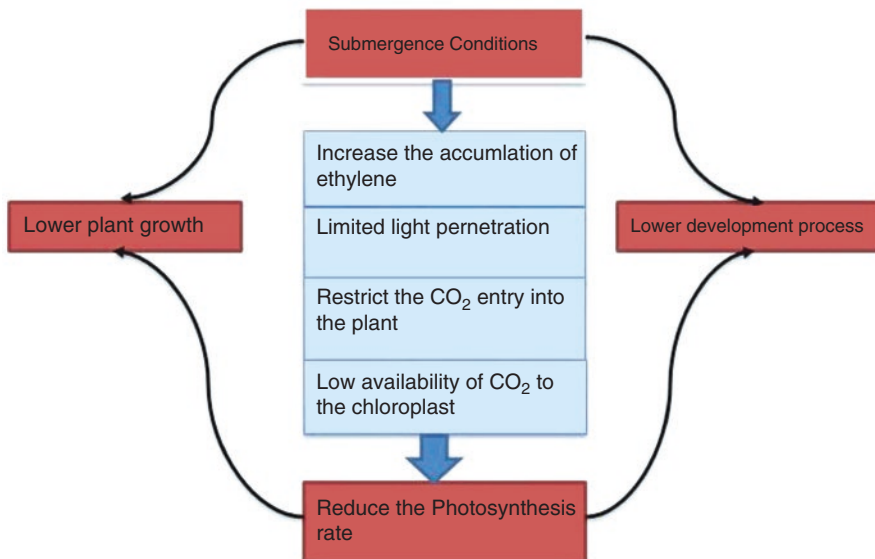 Submergence Conditions
Increase the accumlation of
ethylene
Lower plant growth
Limited light pernetration
Lower development process
Restrict the CO₂ entry into
the plant
Low availability of CO₂ to
the chloroplast
Reduce the Photosynthesis
rate